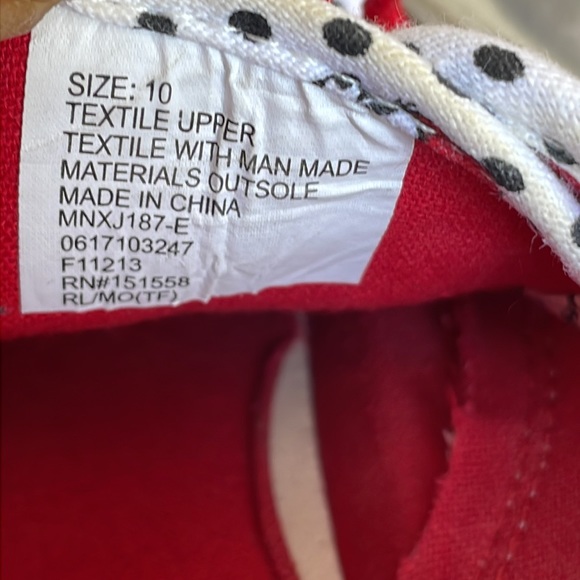 SIZE: 10
TEXTILE UPPER
TEXTILE WITH MAN MADE
MATERIALS OUTSOLE
MADE IN CHINA
MNXJ187-E
0617103247
F11213
RN#151558
RL/MO(TF)